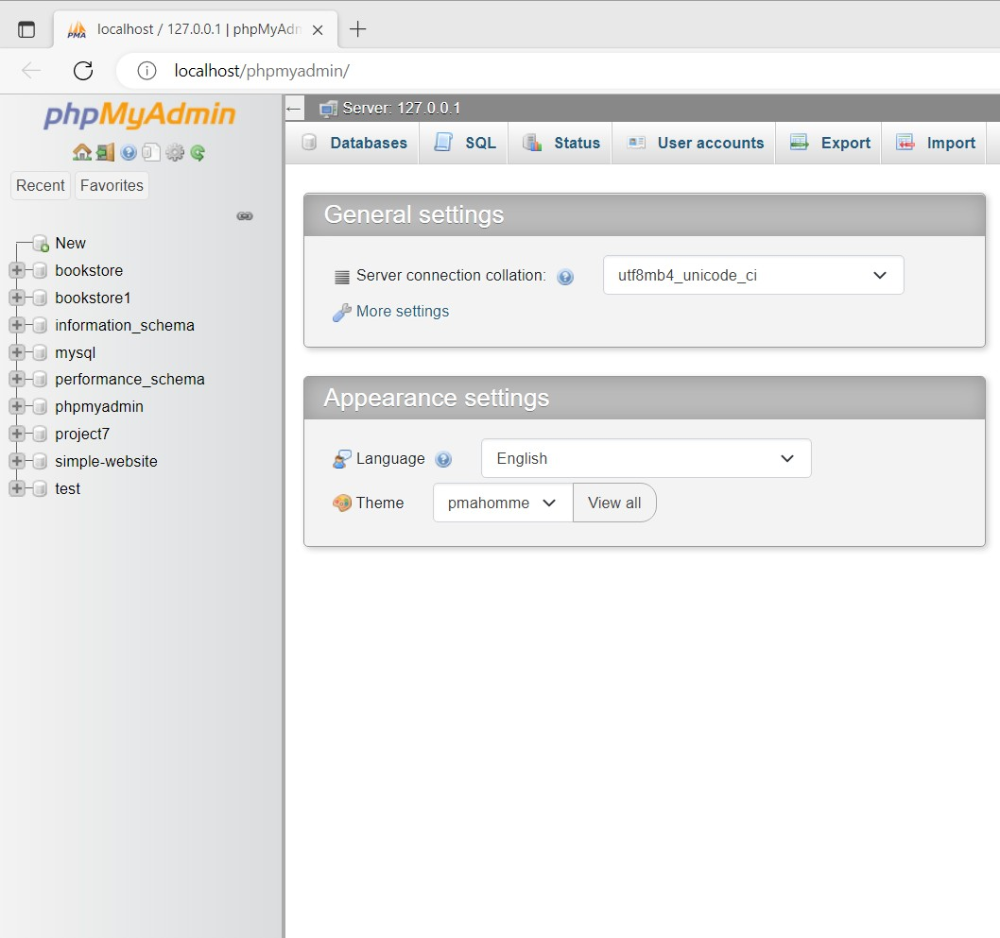 localhost / 127.0.0.1 | phpMyAdn
localhost/phpmyadmin/
phpMyAdmin
Recent Favorites
New
bookstore
bookstore1
information_schema
mysql
performance_schema
phpmyadmin
project7
simple-website
test
Server: 127.0.0.1
Databases SQL Status User accounts Export Import
General settings
Server connection collation: utf8mb4_unicode_ci
More settings
Appearance settings
Language English
Theme pmahomme View all